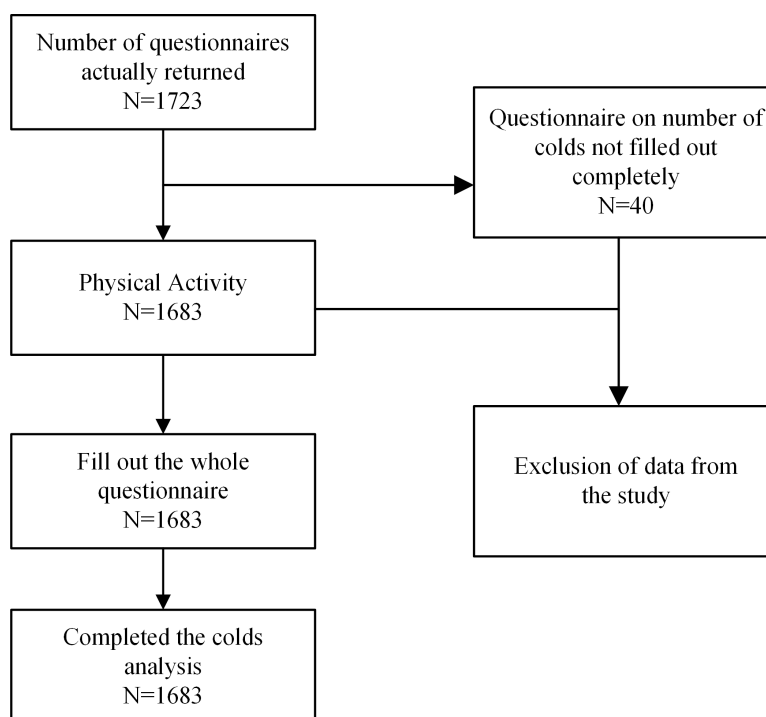 Number of questionnaires
actually returned
N=1723
Questionnaire on number of
colds not filled out
completely
N=40
Physical Activity
N=1683
Fill out the whole
questionnaire
N=1683
Exclusion of data from
the study
Completed the colds
analysis
N=1683